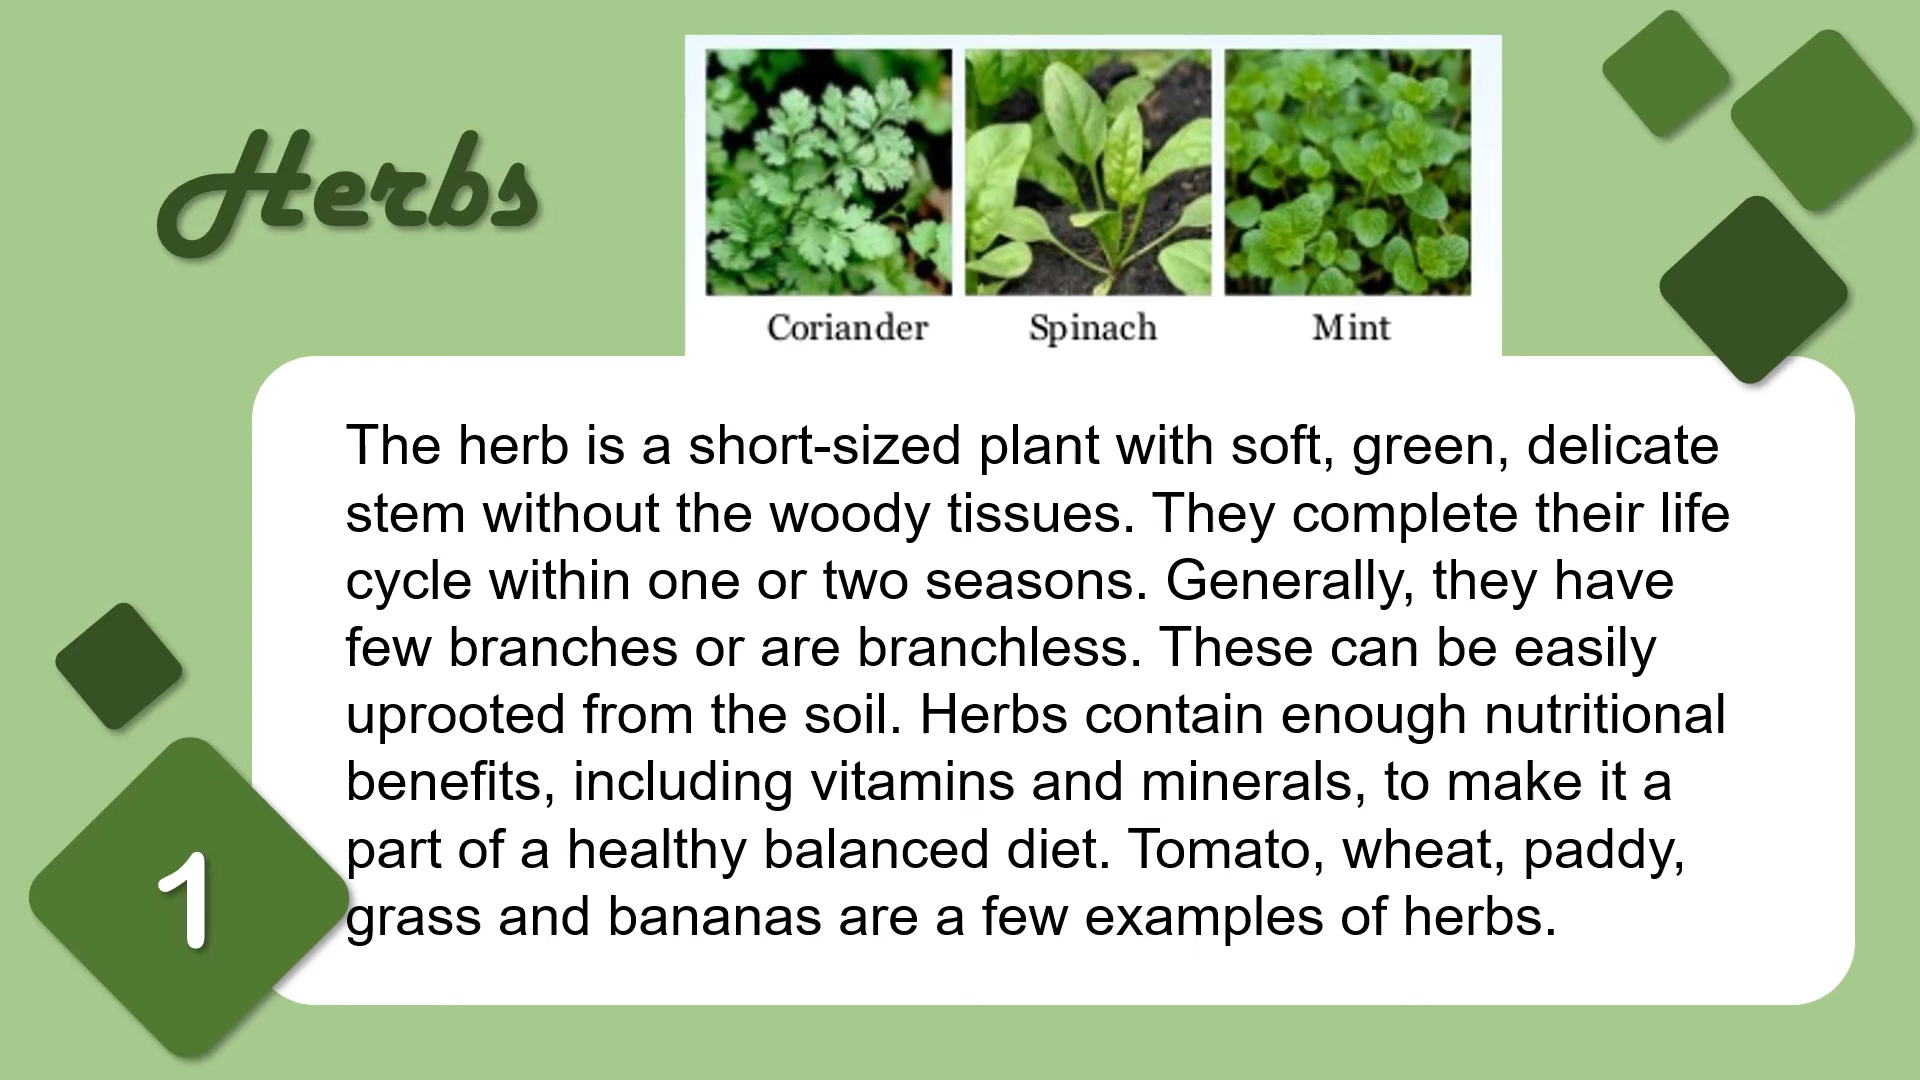 Herbs
Coriander Spinach Mint
The herb is a short-sized plant with soft, green, delicate
stem without the woody tissues. They complete their life
cycle within one or two seasons. Generally, they have
few branches or are branchless. These can be easily
uprooted from the soil. Herbs contain enough nutritional
benefits, including vitamins and minerals, to make it a
part of a healthy balanced diet. Tomato, wheat, paddy,
grass and bananas are a few examples of herbs.
1